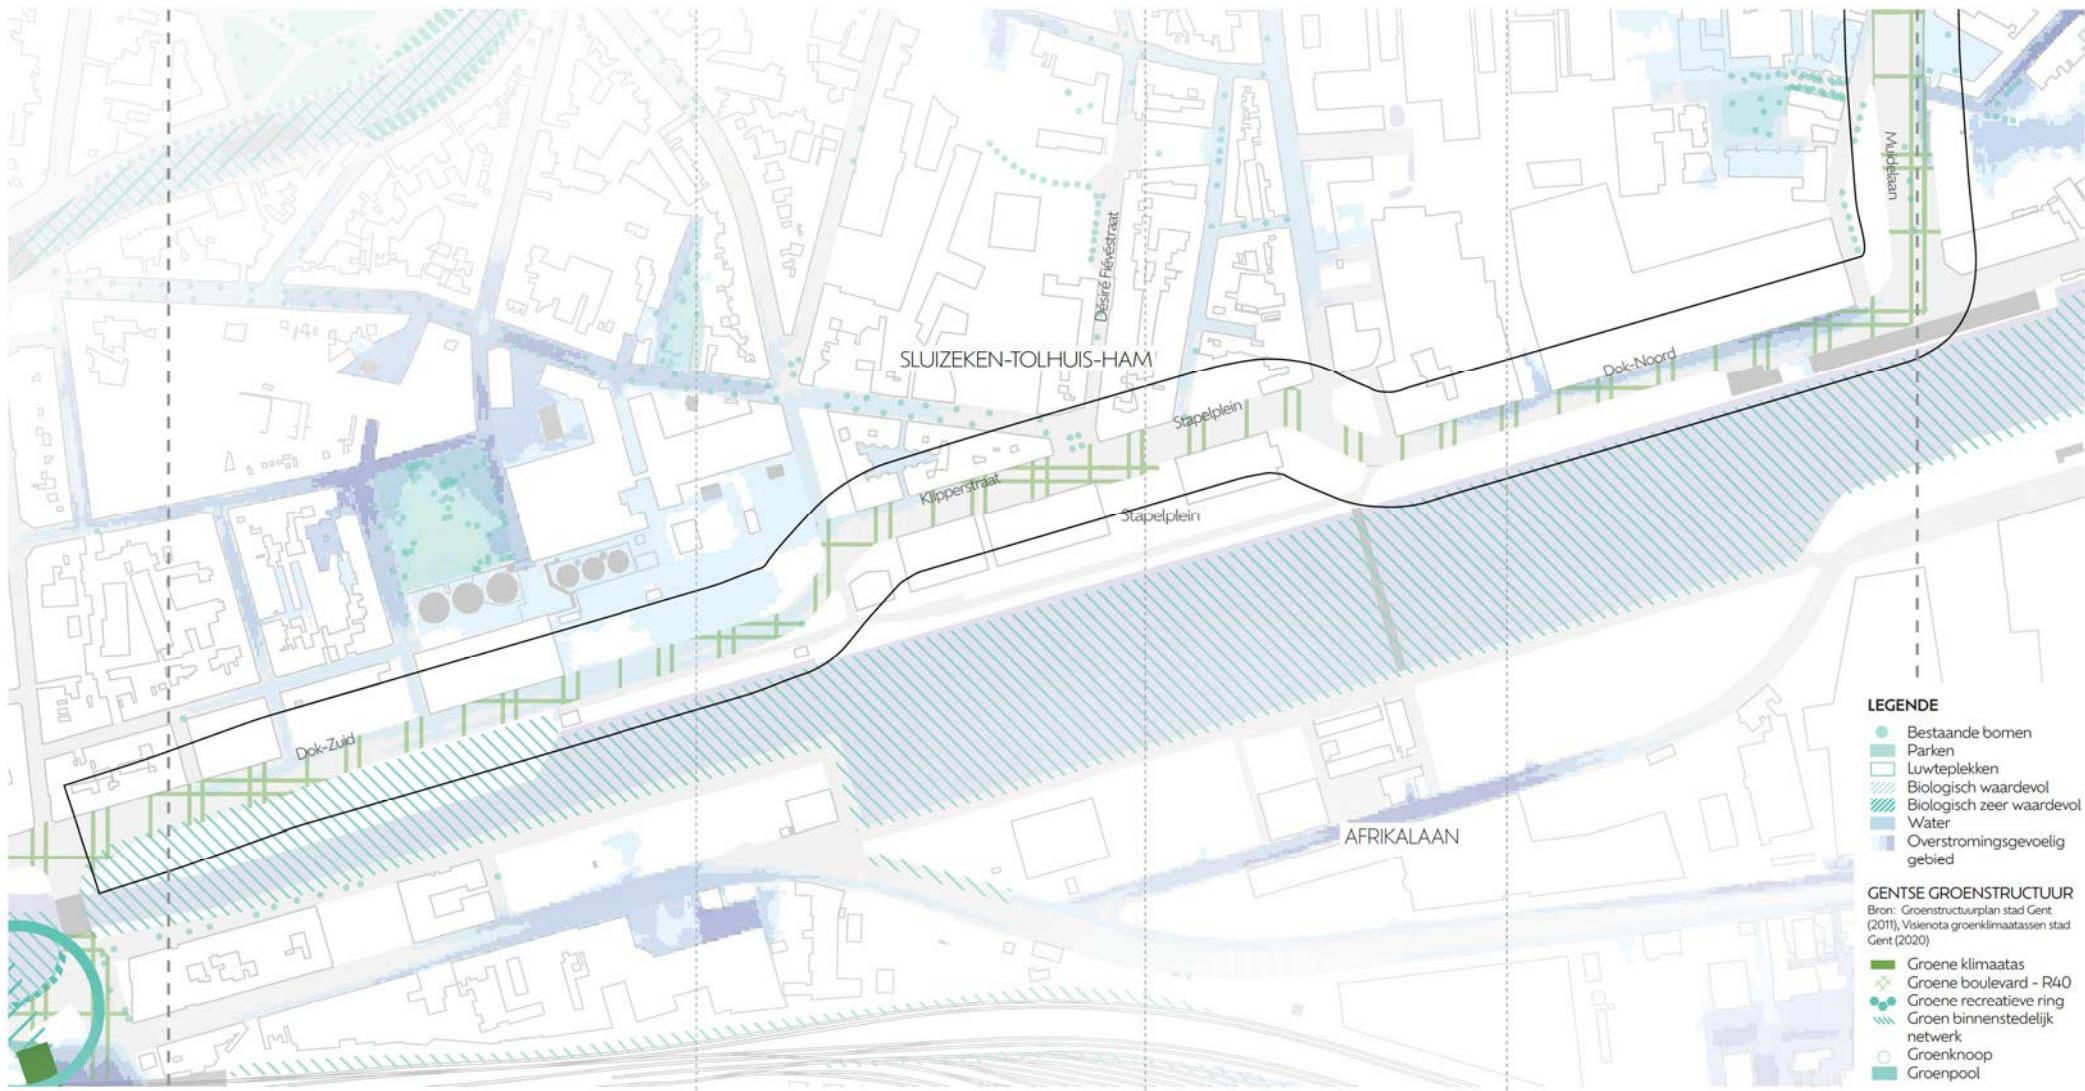 Muidelaan
Désiré Fiévéstraat
SLUIZEKEN-TOLHUIS-HAM
Dok-Noord
Stapelplein
Klipperstraat
Stapelplein
Dok-Zuid
AFRIKALAAN
LEGENDE
Bestaande bomen
Parken
Luwteplekken
Biologisch waardevol
Biologisch zeer waardevol
Water
Overstromingsgevoelig
gebied
GENTSE GROENSTRUCTUUR
Bron: Groenstructuurplan stad Gent
(2011), Visienota groenklimaatassen stad
Gent (2020)
Groene klimaatas
Groene boulevard - R40
Groene recreatieve ring
Groen binnenstedelijk
netwerk
Groenknoop
Groenpool